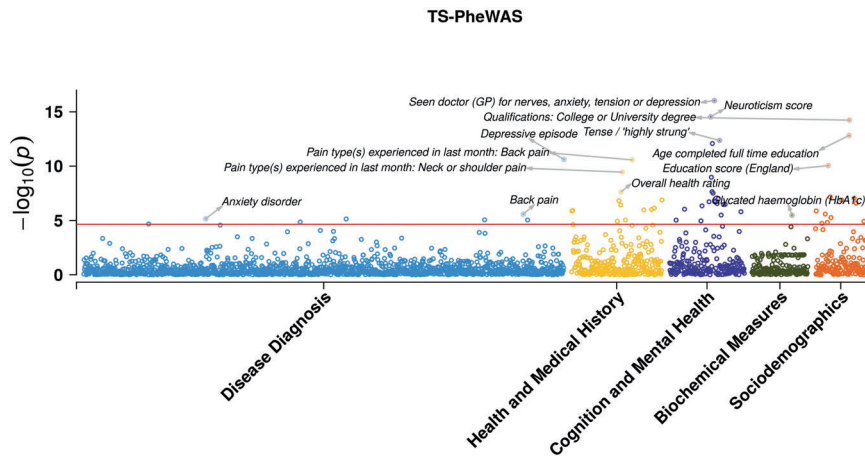 TS-PheWAS
−log10(p)
15
10
5
0
Seen doctor (GP) for nerves, anxiety, tension or depression
Neuroticism score
Qualifications: College or University degree
Depressive episode
Tense / 'highly strung'
Pain type(s) experienced in last month: Back pain
Age completed full time education
Pain type(s) experienced in last month: Neck or shoulder pain
Education score (England)
Overall health rating
Anxiety disorder
Back pain
Glycated haemoglobin (HbA1c)
Disease Diagnosis
Health and Medical History
Cognition and Mental Health
Biochemical Measures
Sociodemographics